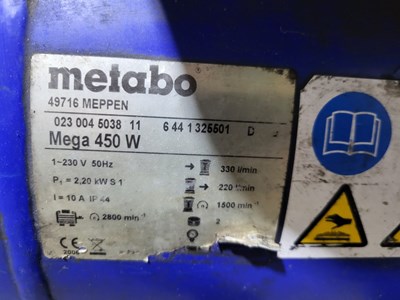 metabo
49716 MEPPEN
023 004 5038 11 6 44 1 325501 D
Mega 450 W
1~230 V 50Hz → 330 l/min
P₁ = 2,20 kW S 1 → 220 l/min
I = 10 A IP 44 1500 min⁻¹
2800 min⁻¹ 2
CE